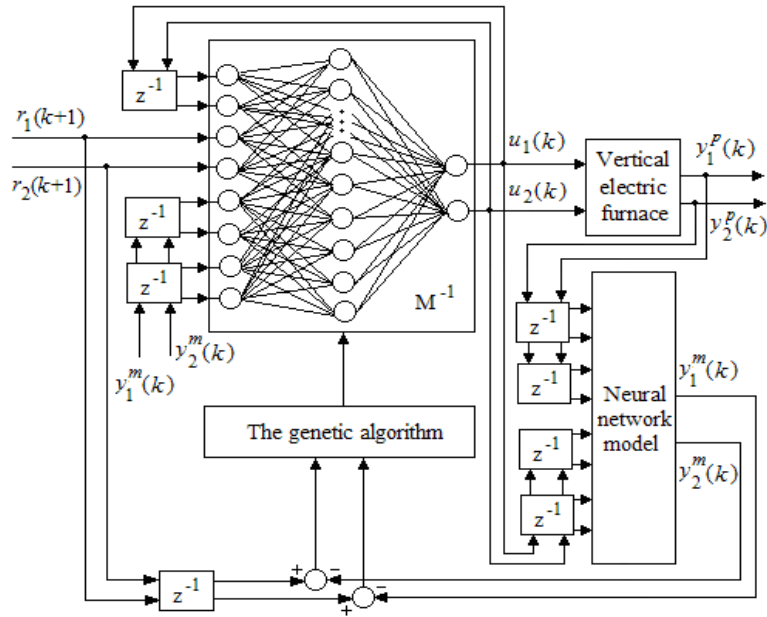 z⁻¹
r₁(k+1)
r₂(k+1)
z⁻¹
z⁻¹
y₁ᵐ(k)
y₂ᵐ(k)
M⁻¹
u₁(k)
u₂(k)
Vertical
electric
furnace
y₁ᵖ(k)
y₂ᵖ(k)
z⁻¹
z⁻¹
z⁻¹
z⁻¹
Neural
network
model
y₁ᵐ(k)
y₂ᵐ(k)
The genetic algorithm
z⁻¹
+
−
+
−